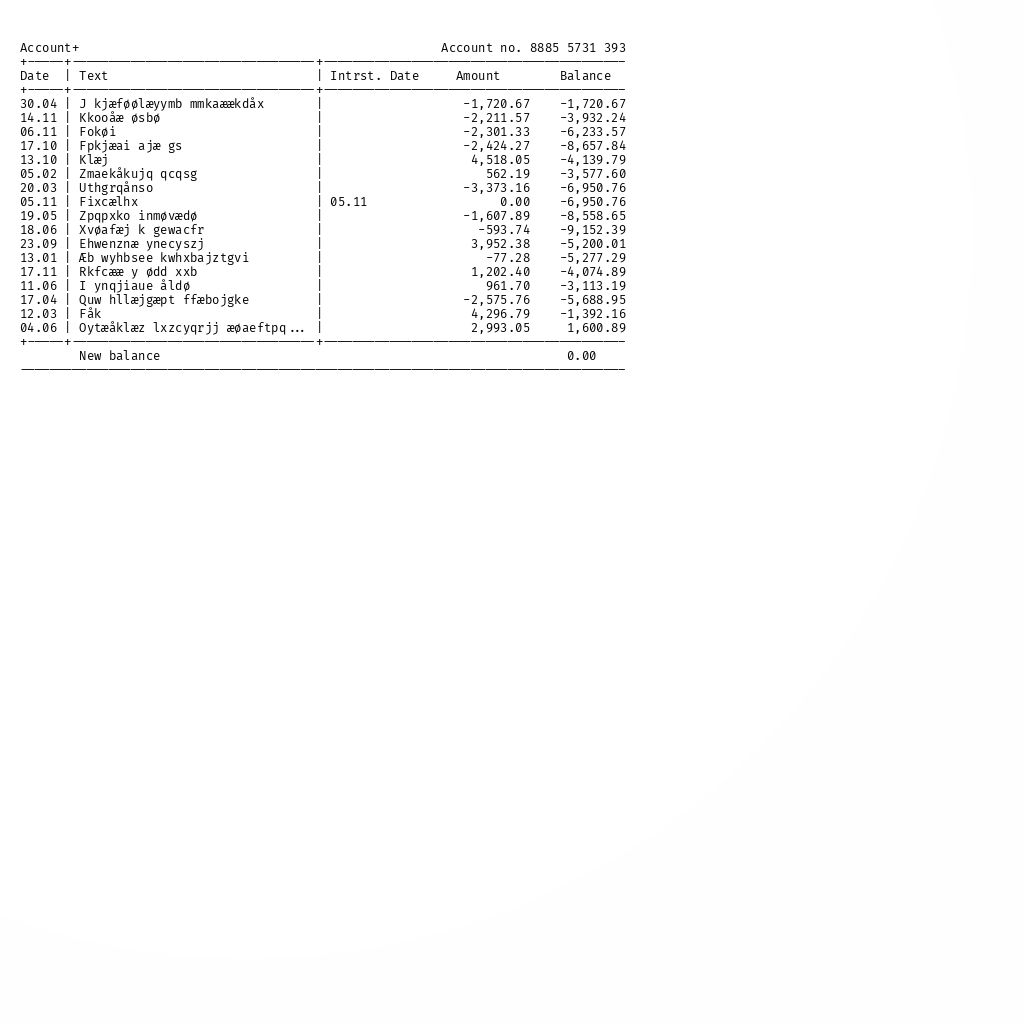 Account+ Account no. 8885 5731 393
Date | Text | Intrst. Date Amount Balance
30.04 | J kjæføølæyymb mmkaæækdåx | -1,720.67 -1,720.67
14.11 | Kkooåæ øsbø | -2,211.57 -3,932.24
06.11 | Fokøi | -2,301.33 -6,233.57
17.10 | Fpkjæai ajæ gs | -2,424.27 -8,657.84
13.10 | Klæj | 4,518.05 -4,139.79
05.02 | Zmaekåkujq qcqsg | 562.19 -3,577.60
20.03 | Uthgrqånso | -3,373.16 -6,950.76
05.11 | Fixcælhx | 05.11 0.00 -6,950.76
19.05 | Zpqpxko inmøvædø | -1,607.89 -8,558.65
18.06 | Xvøafæj k gewacfr | -593.74 -9,152.39
23.09 | Ehwenznæ ynecyszj | 3,952.38 -5,200.01
13.01 | Æb wyhbsee kwhxbajztgvi | -77.28 -5,277.29
17.11 | Rkfcææ y ødd xxb | 1,202.40 -4,074.89
11.06 | I ynqjiaue åldø | 961.70 -3,113.19
17.04 | Quw hllæjgæpt ffæbojgke | -2,575.76 -5,688.95
12.03 | Fåk | 4,296.79 -1,392.16
04.06 | Oytæåklæz lxzcyqrjj æøaeftpq... | 2,993.05 1,600.89
New balance 0.00